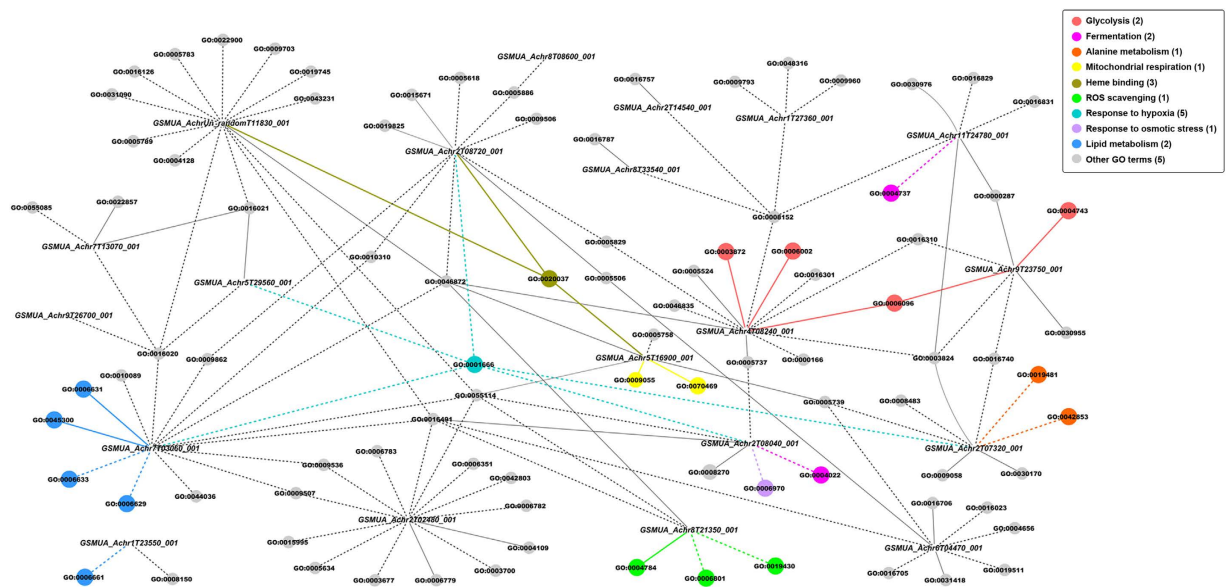 Glycolysis (2)
Fermentation (2)
Alanine metabolism (1)
Mitochondrial respiration (1)
Heme binding (3)
ROS scavenging (1)
Response to hypoxia (5)
Response to osmotic stress (1)
Lipid metabolism (2)
Other GO terms (5)
GO:0022900
GO:0005783
GO:0009703
GO:0016126
GO:0019745
GO:0031090
GO:0043231
GSMUA_AchrUn_randomT11830_001
GO:0005789
GO:0004128
GSMUA_Achr8T08600_001
GO:0005618
GO:0015671
GO:0005886
GO:0019825
GO:0009506
GSMUA_Achr2T08720_001
GO:0048316
GO:0016757
GO:0009793
GO:0009960
GSMUA_Achr2T14540_001
GSMUA_Achr1T27360_001
GO:0016787
GSMUA_Achr8T33540_001
GO:0030976
GO:0016829
GO:0016831
GSMUA_Achr11T24780_001
GO:0004737
GO:0000287
GO:0008152
GO:0004743
GO:0022857
GO:0055085
GO:0016021
GSMUA_Achr7T13070_001
GO:0010310
GO:0005829
GO:0016310
GO:0003872
GO:0006002
GO:0005524
GO:0005506
GO:0020037
GO:0046872
GO:0016301
GSMUA_Achr9T23750_001
GSMUA_Achr5T29560_001
GO:0046835
GO:0006096
GSMUA_Achr9T26700_001
GSMUA_Achr4T08240_001
GO:0005758
GO:0030955
GO:0016020
GO:0009862
GSMUA_Achr5T16900_001
GO:0005737
GO:0000166
GO:0003824
GO:0016740
GO:0001666
GO:0010089
GO:0009055
GO:0070469
GO:0019481
GO:0006631
GO:0055114
GO:0005739
GO:0008483
GO:0045300
GO:0016491
GO:0042853
GSMUA_Achr7T03060_001
GSMUA_Achr2T08040_001
GSMUA_Achr2T07320_001
GO:0006783
GO:0009536
GO:0006351
GO:0042803
GO:0008270
GO:0004022
GO:0009058
GO:0030170
GO:0006633
GO:0006970
GO:0006629
GO:0044036
GO:0009507
GO:0006782
GO:0016706
GO:0016023
GSMUA_Achr2T02480_001
GSMUA_Achr8T21350_001
GO:0004656
GSMUA_Achr1T23550_001
GO:0015995
GO:0004109
GSMUA_Achr6T04470_001
GO:0006661
GO:0008150
GO:0005634
GO:0003677
GO:0006779
GO:0003700
GO:0004784
GO:0006801
GO:0019430
GO:0016705
GO:0031418
GO:0019511